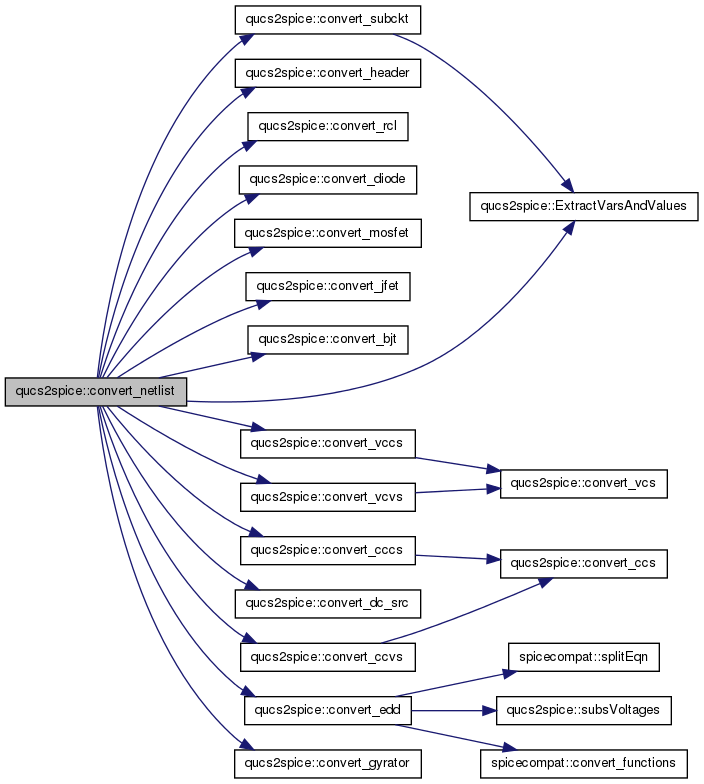 qucs2spice::convert_netlist
qucs2spice::convert_subckt
qucs2spice::convert_header
qucs2spice::convert_rcl
qucs2spice::convert_diode
qucs2spice::convert_mosfet
qucs2spice::convert_jfet
qucs2spice::convert_bjt
qucs2spice::convert_vccs
qucs2spice::convert_vcvs
qucs2spice::convert_cccs
qucs2spice::convert_dc_src
qucs2spice::convert_ccvs
qucs2spice::convert_edd
qucs2spice::convert_gyrator
qucs2spice::ExtractVarsAndValues
qucs2spice::convert_vcs
qucs2spice::convert_ccs
spicecompat::splitEqn
qucs2spice::subsVoltages
spicecompat::convert_functions